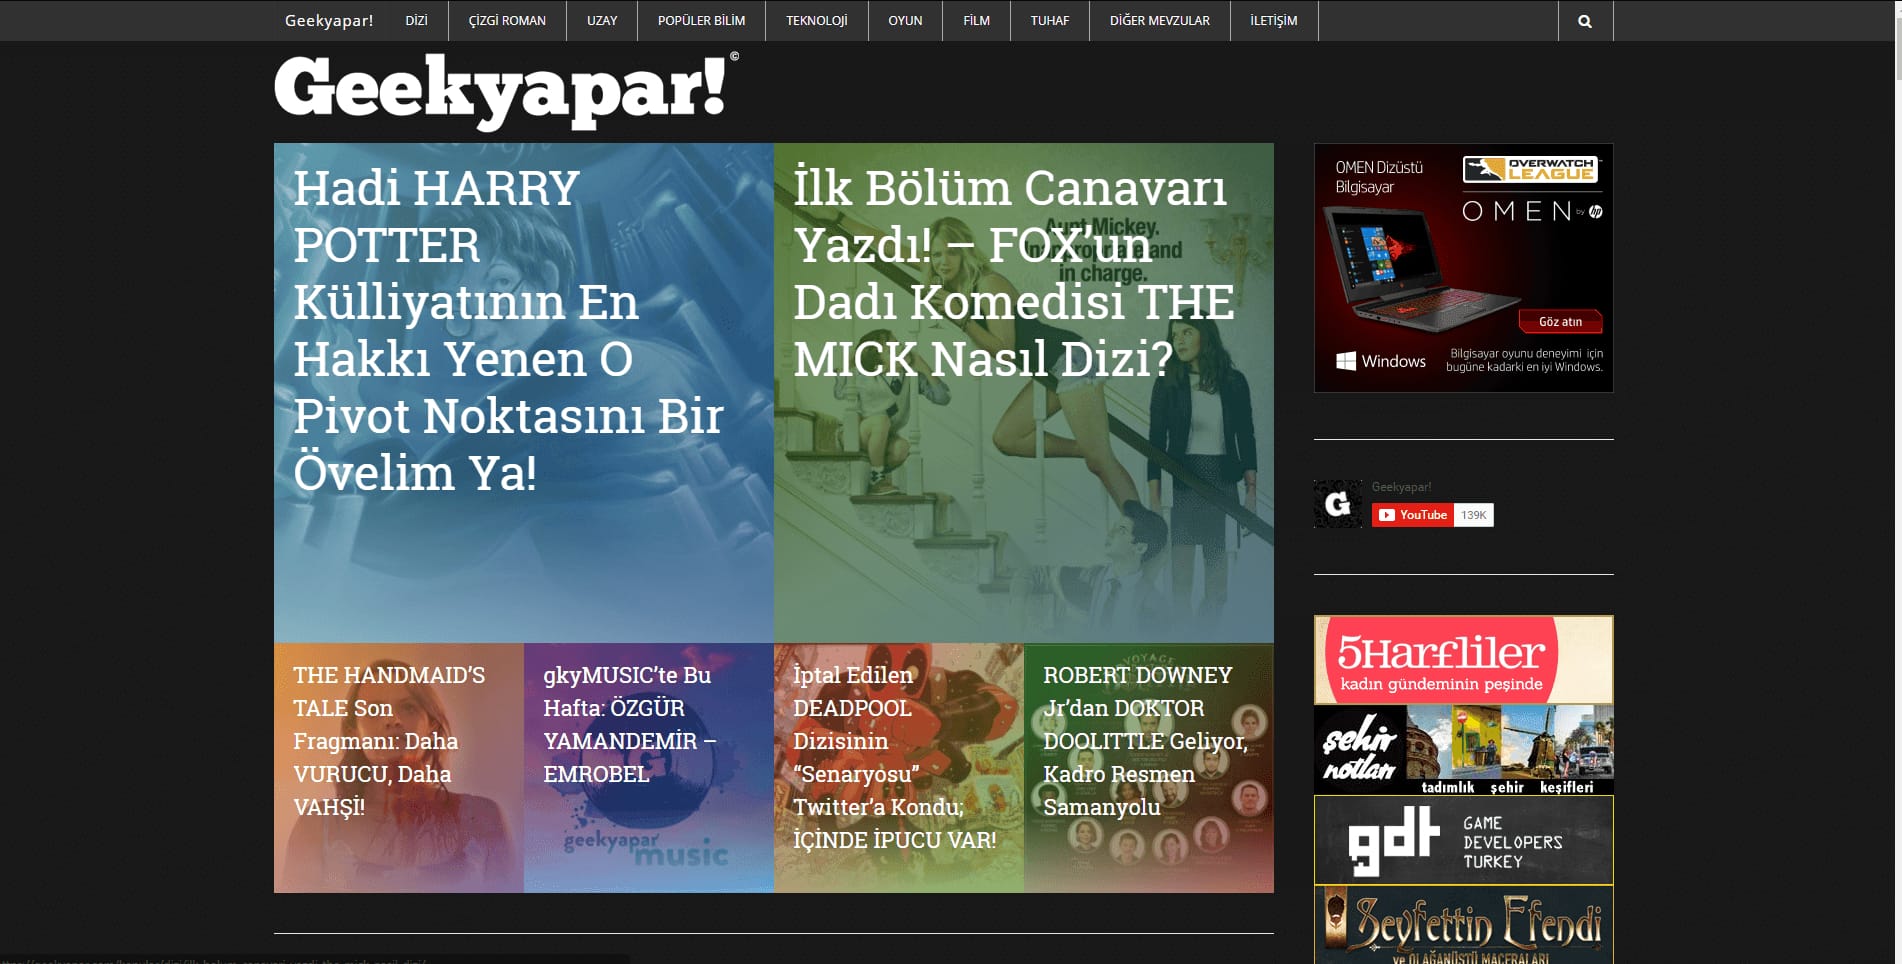 Geekyapar!
DİZİ
ÇİZGİ ROMAN
UZAY
POPÜLER BİLİM
TEKNOLOJİ
OYUN
FİLM
TUHAF
DİĞER MEVZULAR
İLETİŞİM
Geekyapar!©
Hadi HARRY
POTTER
Külliyatının En
Hakkı Yenen O
Pivot Noktasını Bir
Övelim Ya!
İlk Bölüm Canavarı
Yazdı! – FOX’un
Dadı Komedisi THE
MICK Nasıl Dizi?
Aunt Mickey.
Inappropriate and
in charge.
THE HANDMAID’S
TALE Son
Fragmanı: Daha
VURUCU, Daha
VAHŞİ!
gkyMUSIC’te Bu
Hafta: ÖZGÜR
YAMANDEMİR –
EMROBEL
geekyapar
music
İptal Edilen
DEADPOOL
Dizisinin
“Senaryosu”
Twitter’a Kondu;
İÇİNDE İPUCU VAR!
VOYAGE
ROBERT DOWNEY
Jr’dan DOKTOR
DOOLITTLE Geliyor,
Kadro Resmen
Samanyolu
OMEN Dizüstü
Bilgisayar
OVERWATCH
LEAGUE
OMEN by hp
Göz atın
Windows
Bilgisayar oyunu deneyimi için
bugüne kadarki en iyi Windows.
G
Geekyapar!
YouTube 139K
5Harfliler
kadın gündeminin peşinde
şehir
notları
tadımlık şehir keşifleri
gdt
GAME
DEVELOPERS
TURKEY
Seyfettin Efendi
ve OLAĞANÜSTÜ MACERALARI